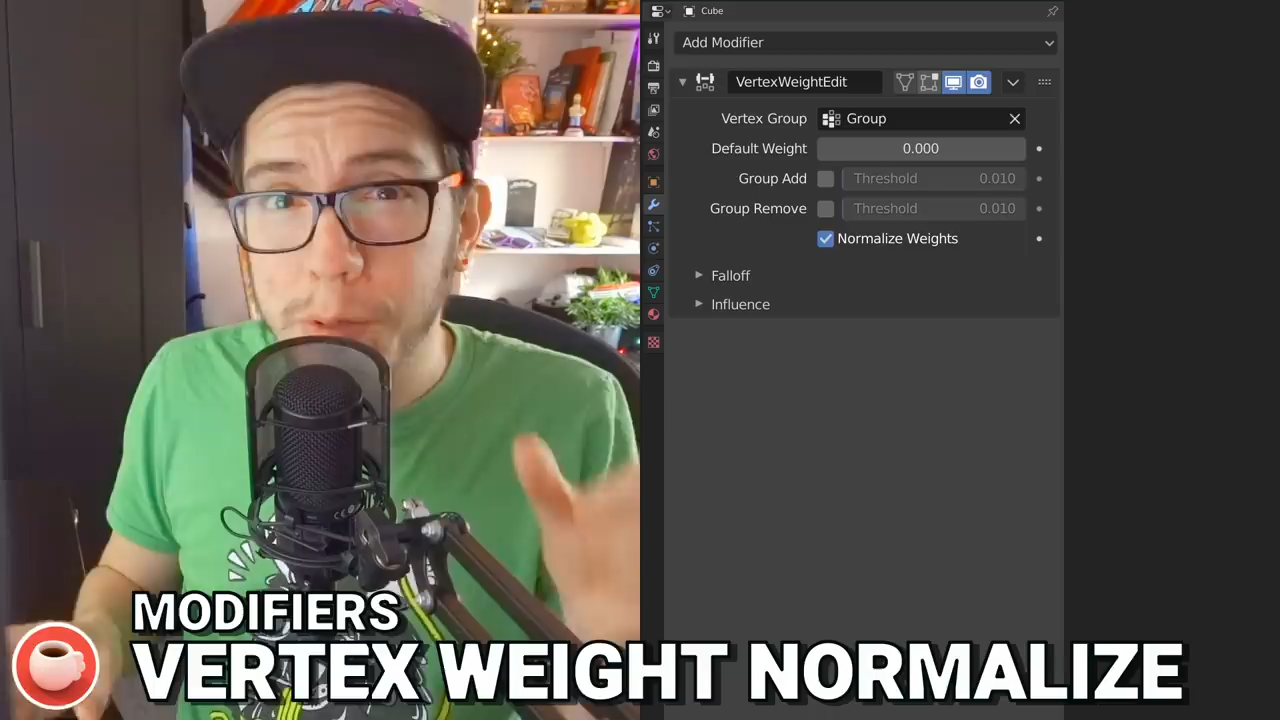 Cube
Add Modifier
VertexWeightEdit
Vertex Group Group
Default Weight 0.000
Group Add Threshold 0.010
Group Remove Threshold 0.010
Normalize Weights
Falloff
Influence
MODIFIERS
VERTEX WEIGHT NORMALIZE